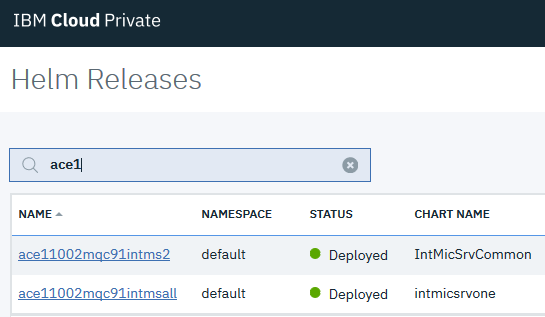 IBM Cloud Private
Helm Releases
ace1
NAME NAMESPACE STATUS CHART NAME
ace11002mqc91intms2 default Deployed IntMicSrvCommon
ace11002mqc91intmsall default Deployed intmicsrvone